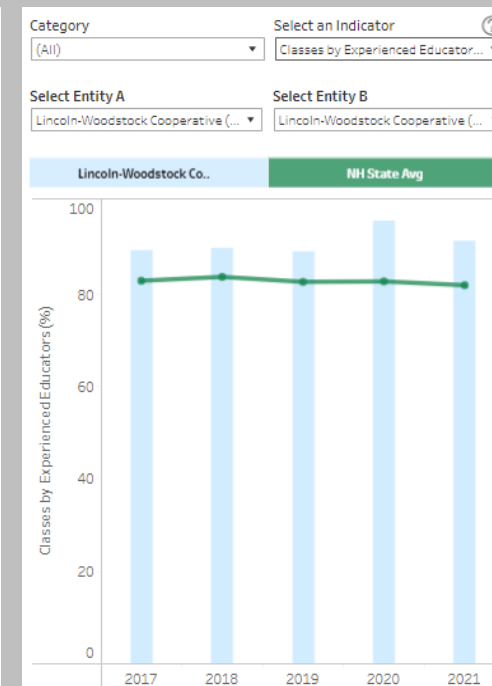 Category
Select an Indicator
(All)
Classes by Experienced Educator...
Select Entity A
Select Entity B
Lincoln-Woodstock Cooperative (...
Lincoln-Woodstock Cooperative (...
Lincoln-Woodstock Co..
NH State Avg
Classes by Experienced Educators (%)
100
80
60
40
20
0
2017
2018
2019
2020
2021